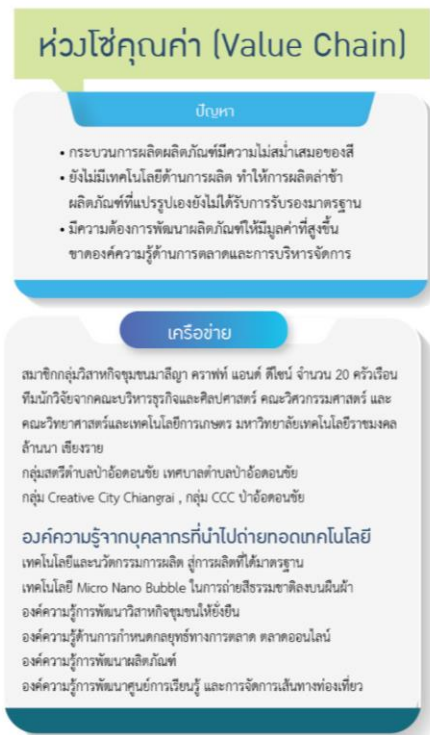 ห่วงโซ่คุณค่า (Value Chain)
ปัญหา
• กระบวนการผลิตผลิตภัณฑ์มีความไม่สม่ำเสมอของสี
• ยังไม่มีเทคโนโลยีด้านการผลิต ทำให้การผลิตล่าช้า
ผลิตภัณฑ์ที่แปรรูปเองยังไม่ได้รับการรับรองมาตรฐาน
• มีความต้องการพัฒนาผลิตภัณฑ์ให้มีมูลค่าที่สูงขึ้น
ขาดองค์ความรู้ด้านการตลาดและการบริหารจัดการ
เครือข่าย
สมาชิกกลุ่มวิสาหกิจชุมชนมาลีญา คราฟท์ แอนด์ ดีไซน์ จำนวน 20 ครัวเรือน
ทีมนักวิจัยจากคณะบริหารธุรกิจและศิลปศาสตร์ คณะวิศวกรรมศาสตร์ และ
คณะวิทยาศาสตร์และเทคโนโลยีการเกษตร มหาวิทยาลัยเทคโนโลยีราชมงคล
ล้านนา เชียงราย
กลุ่มสตรีตำบลป่าอ้อดอนชัย เทศบาลตำบลป่าอ้อดอนชัย
กลุ่ม Creative City Chiangrai , กลุ่ม CCC ป่าอ้อดอนชัย
องค์ความรู้จากบุคลากรที่นำไปถ่ายทอดเทคโนโลยี
เทคโนโลยีและนวัตกรรมการผลิต สู่การผลิตที่ได้มาตรฐาน
เทคโนโลยี Micro Nano Bubble ในการถ่ายสีธรรมชาติลงบนผืนผ้า
องค์ความรู้การพัฒนาวิสาหกิจชุมชนให้ยั่งยืน
องค์ความรู้ด้านการกำหนดกลยุทธ์ทางการตลาด ตลาดออนไลน์
องค์ความรู้การพัฒนาผลิตภัณฑ์
องค์ความรู้การพัฒนาศูนย์การเรียนรู้ และการจัดการเส้นทางท่องเที่ยว